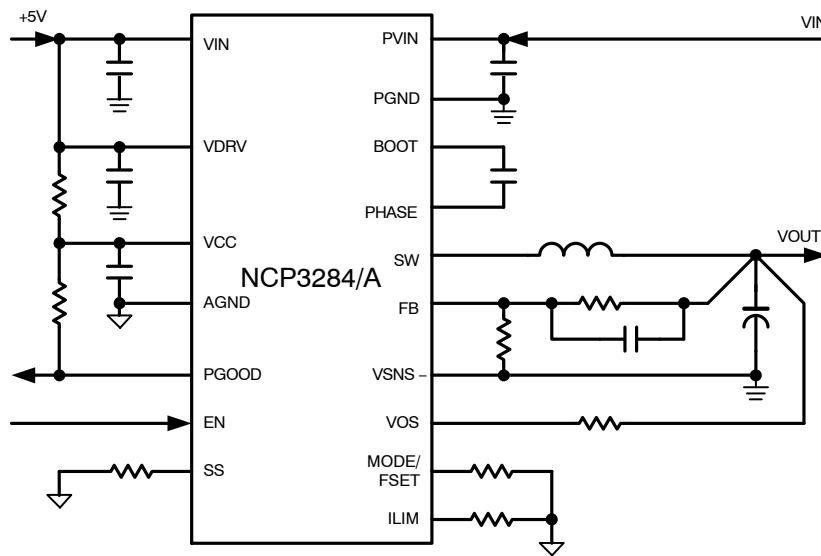 +5V
VIN
VIN
PVIN
PGND
VDRV
BOOT
PHASE
VCC
VOUT
SW
NCP3284/A
AGND
FB
PGOOD
VSNS –
EN
VOS
SS
MODE/
FSET
ILIM